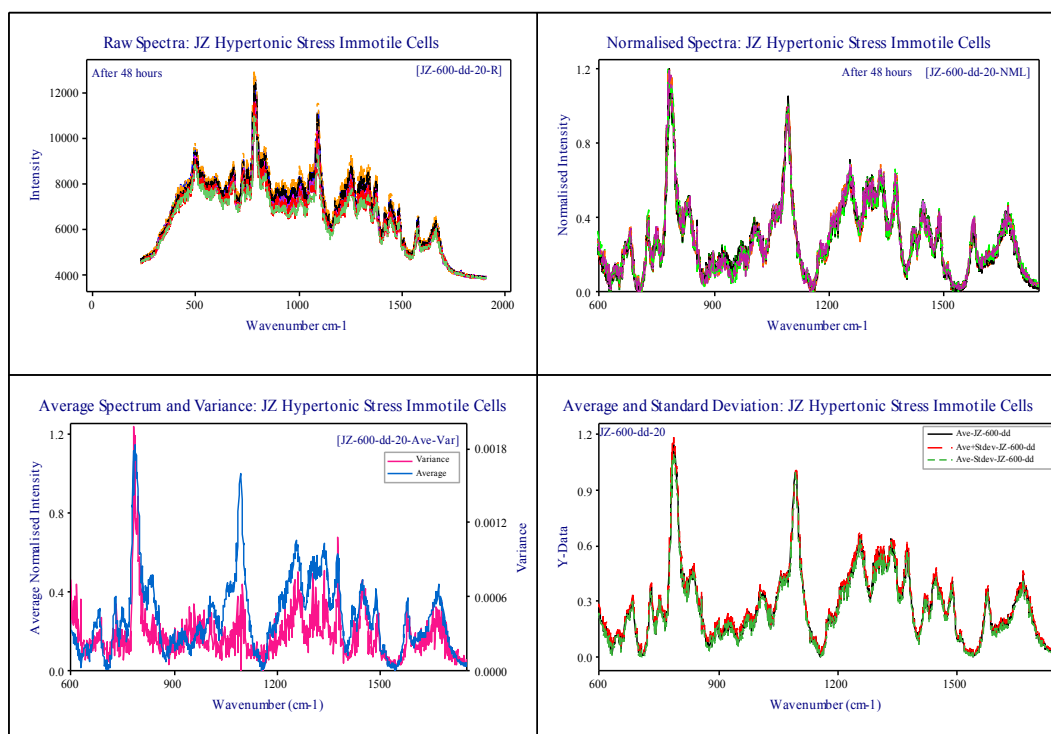 Raw Spectra: JZ Hypertonic Stress Immotile Cells
After 48 hours
[JZ-600-dd-20-R]
12000
10000
8000
6000
4000
Intensity
0
500
1000
1500
2000
Wavenumber cm-1
Normalised Spectra: JZ Hypertonic Stress Immotile Cells
After 48 hours
[JZ-600-dd-20-NML]
1.2
0.8
0.4
0.0
Normalised Intensity
600
900
1200
1500
Wavenumber cm-1
Average Spectrum and Variance: JZ Hypertonic Stress Immotile Cells
[JZ-600-dd-20-Ave-Var]
Variance
Average
1.2
0.8
0.4
0.0
Average Normalised Intensity
0.0018
0.0012
0.0006
0.0000
Variance
600
900
1200
1500
Wavenumber (cm-1)
Average and Standard Deviation: JZ Hypertonic Stress Immotile Cells
JZ-600-dd-20
Ave-JZ-600-dd
Ave+Stdev-JZ-600-dd
Ave-Stdev-JZ-600-dd
1.2
0.9
0.6
0.3
0.0
Y-Data
600
900
1200
1500
Wavenumber (cm-1)